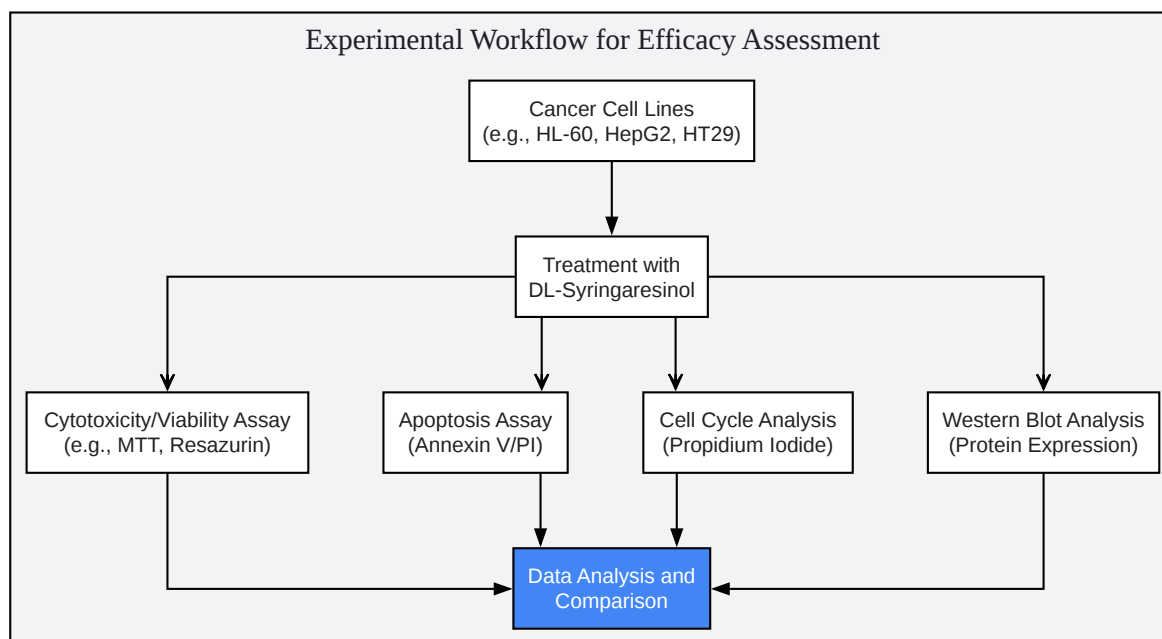 Experimental Workflow for Efficacy Assessment
Cancer Cell Lines
(e.g., HL-60, HepG2, HT29)
Treatment with
DL-Syringaresinol
Cytotoxicity/Viability Assay
(e.g., MTT, Resazurin)
Apoptosis Assay
(Annexin V/PI)
Cell Cycle Analysis
(Propidium Iodide)
Western Blot Analysis
(Protein Expression)
Data Analysis and
Comparison